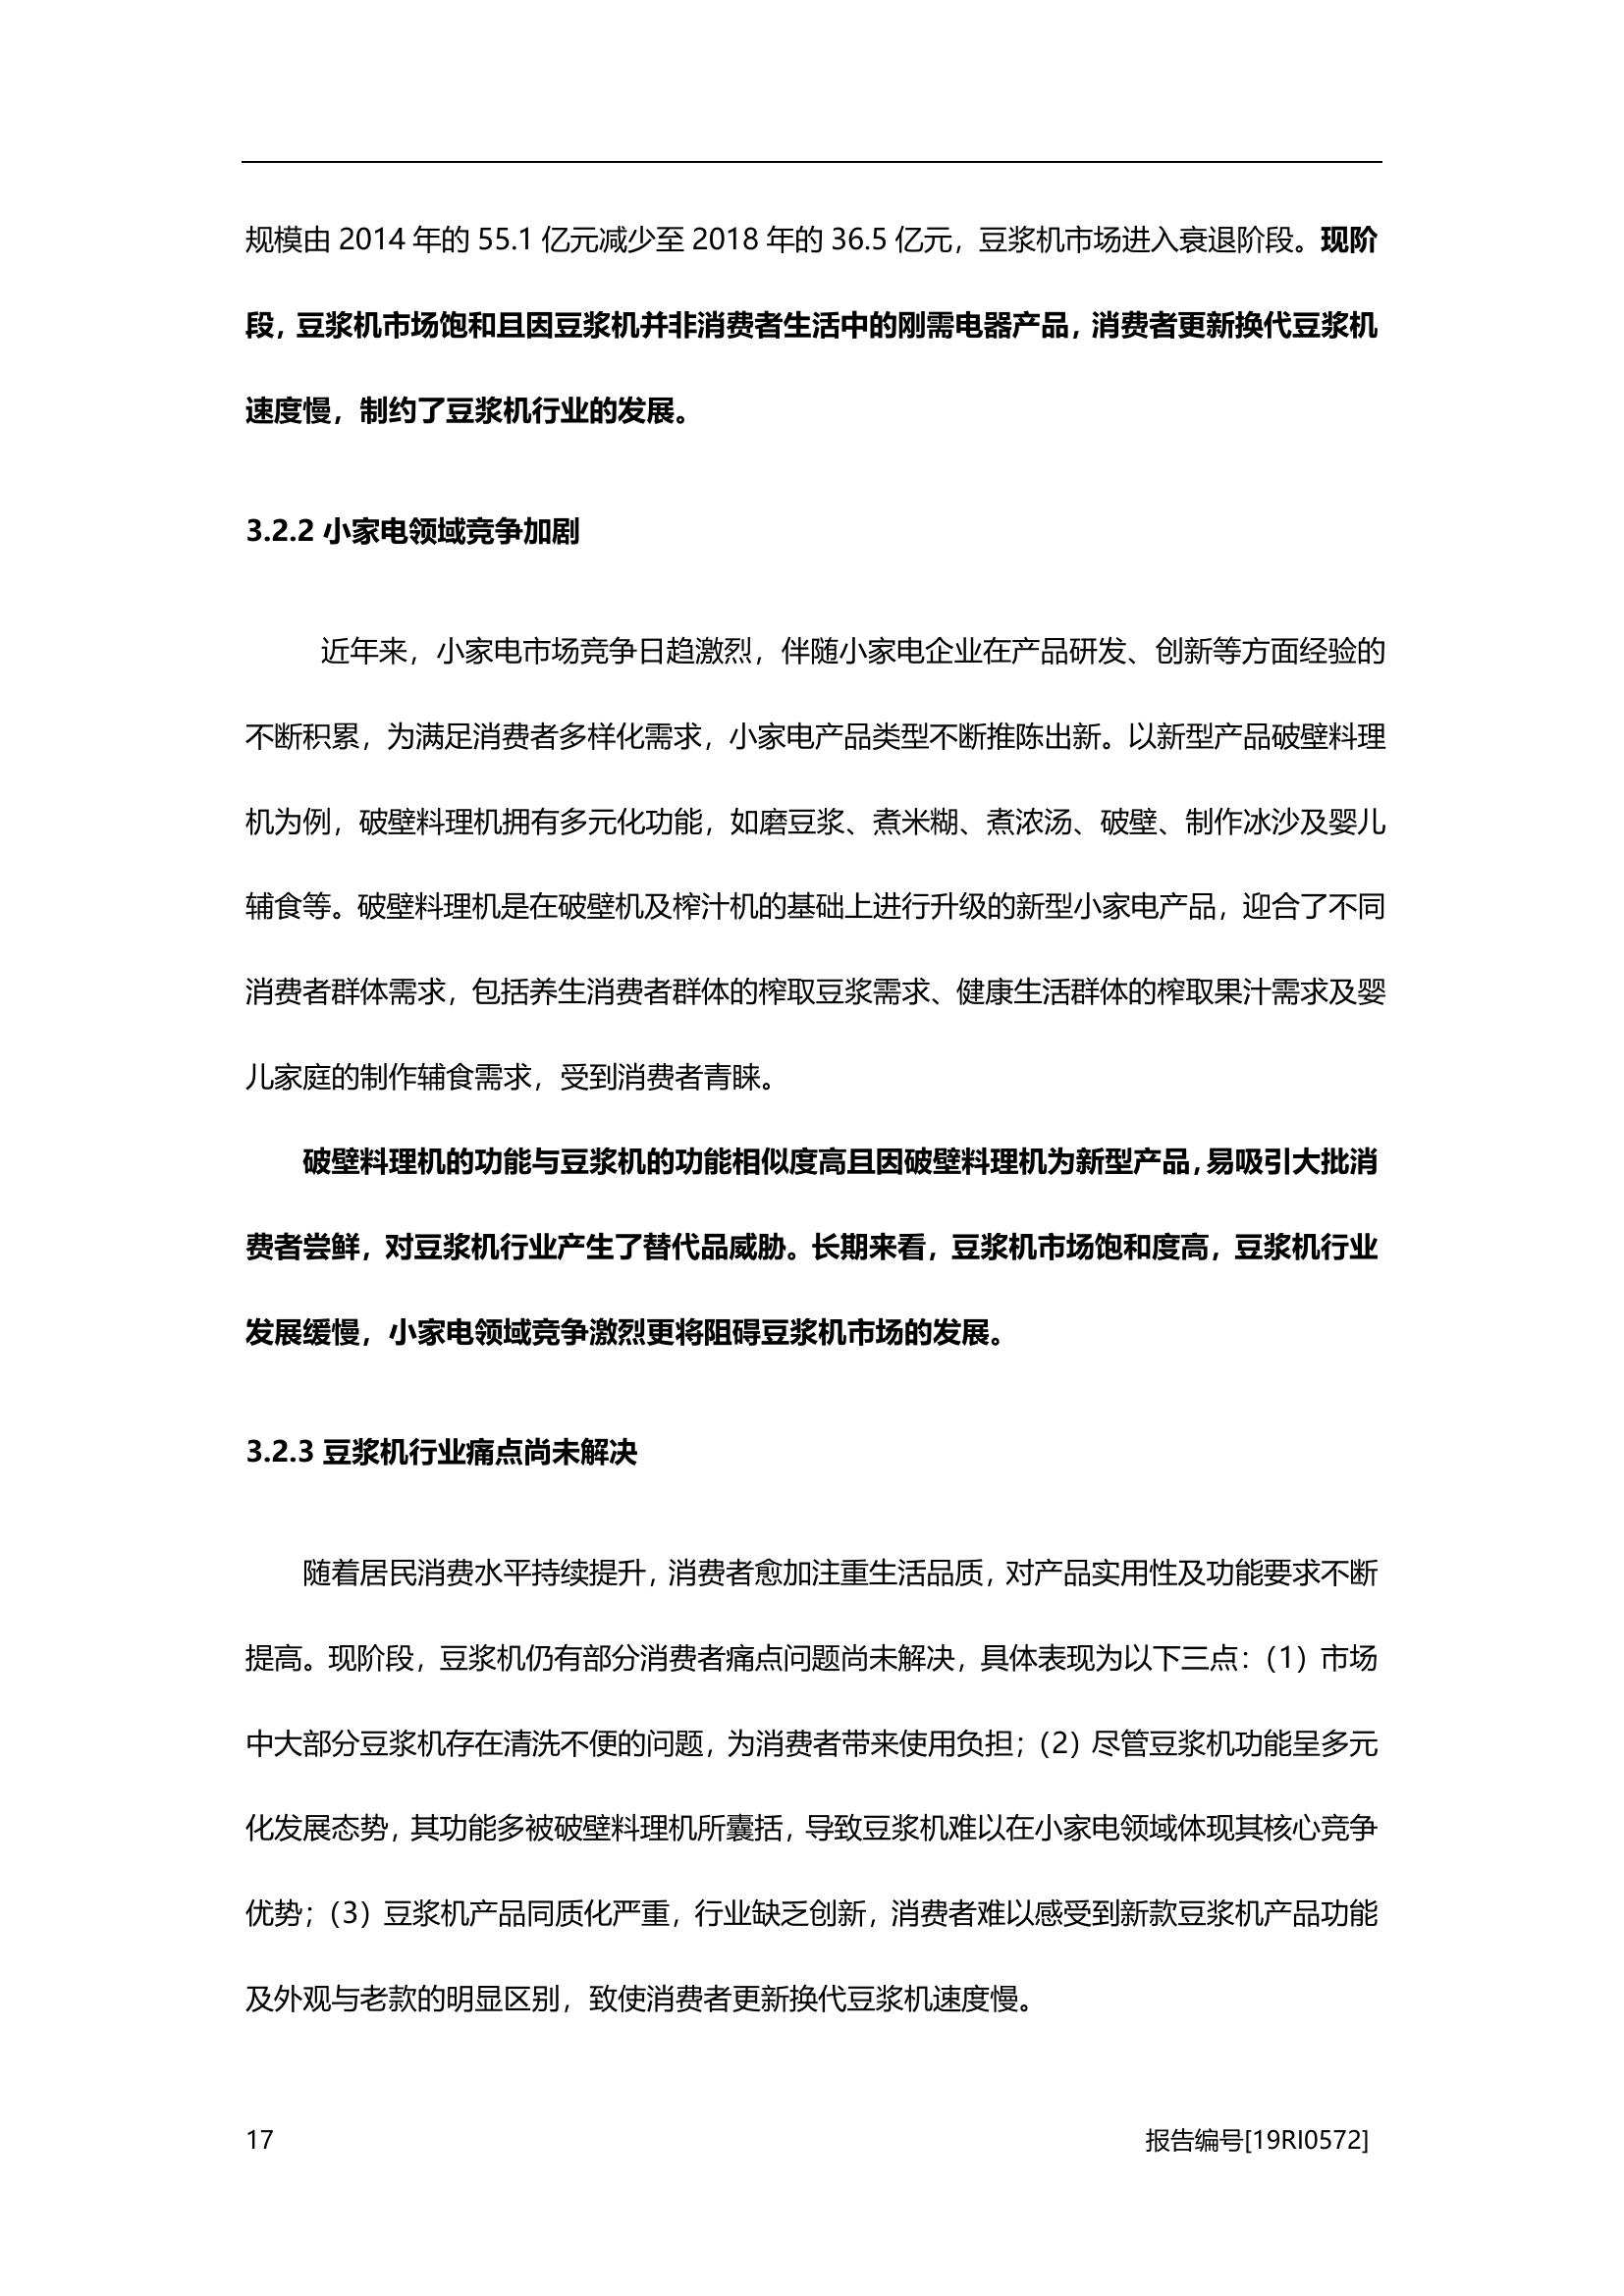 规模由 2014 年的 55.1 亿元减少至 2018 年的 36.5 亿元，豆浆机市场进入衰退阶段。现阶
段，豆浆机市场饱和且因豆浆机并非消费者生活中的刚需电器产品，消费者更新换代豆浆机
速度慢，制约了豆浆机行业的发展。
3.2.2 小家电领域竞争加剧
近年来，小家电市场竞争日趋激烈，伴随小家电企业在产品研发、创新等方面经验的
不断积累，为满足消费者多样化需求，小家电产品类型不断推陈出新。以新型产品破壁料理
机为例，破壁料理机拥有多元化功能，如磨豆浆、煮米糊、煮浓汤、破壁、制作冰沙及婴儿
辅食等。破壁料理机是在破壁机及榨汁机的基础上进行升级的新型小家电产品，迎合了不同
消费者群体需求，包括养生消费者群体的榨取豆浆需求、健康生活群体的榨取果汁需求及婴
儿家庭的制作辅食需求，受到消费者青睐。
破壁料理机的功能与豆浆机的功能相似度高且因破壁料理机为新型产品，易吸引大批消
费者尝鲜，对豆浆机行业产生了替代品威胁。长期来看，豆浆机市场饱和度高，豆浆机行业
发展缓慢，小家电领域竞争激烈更将阻碍豆浆机市场的发展。
3.2.3 豆浆机行业痛点尚未解决
随着居民消费水平持续提升，消费者愈加注重生活品质，对产品实用性及功能要求不断
提高。现阶段，豆浆机仍有部分消费者痛点问题尚未解决，具体表现为以下三点：（1）市场
中大部分豆浆机存在清洗不便的问题，为消费者带来使用负担；（2）尽管豆浆机功能呈多元
化发展态势，其功能多被破壁料理机所囊括，导致豆浆机难以在小家电领域体现其核心竞争
优势；（3）豆浆机产品同质化严重，行业缺乏创新，消费者难以感受到新款豆浆机产品功能
及外观与老款的明显区别，致使消费者更新换代豆浆机速度慢。
17 报告编号[19RI0572]